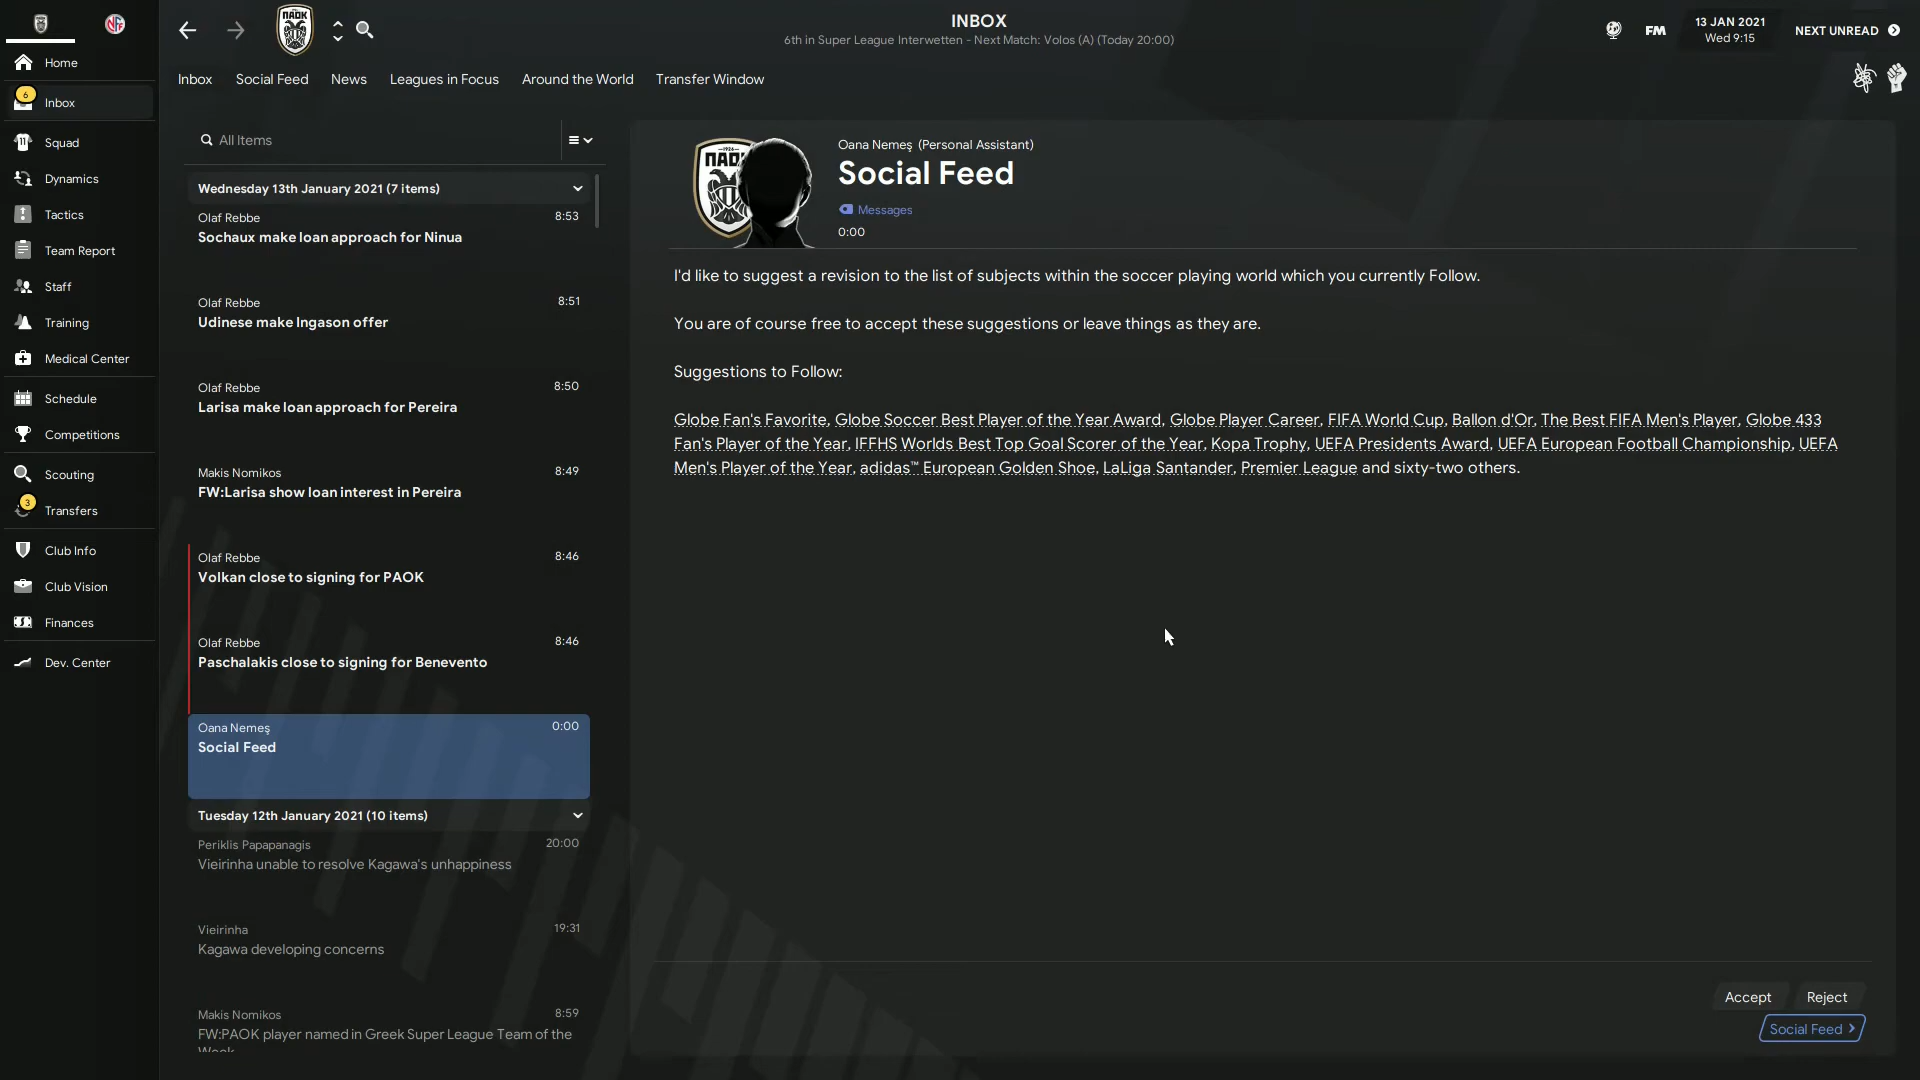 INBOX
6th in Super League Interwetten - Next Match: Volos (A) (Today 20:00)
FM
13 JAN 2021
Wed 9:15
NEXT UNREAD
Home
6
Inbox
Squad
Dynamics
Tactics
Team Report
Staff
Training
Medical Center
Schedule
Competitions
Scouting
3
Transfers
Club Info
Club Vision
Finances
Dev. Center
Inbox
Social Feed
News
Leagues in Focus
Around the World
Transfer Window
All Items
Wednesday 13th January 2021 (7 items)
Olaf Rebbe
8:53
Sochaux make loan approach for Ninua
Olaf Rebbe
8:51
Udinese make Ingason offer
Olaf Rebbe
8:50
Larisa make loan approach for Pereira
Makis Nomikos
8:49
FW:Larisa show loan interest in Pereira
Olaf Rebbe
8:46
Volkan close to signing for PAOK
Olaf Rebbe
8:46
Paschalakis close to signing for Benevento
Oana Nemeş
0:00
Social Feed
Tuesday 12th January 2021 (10 items)
Periklis Papapanagis
20:00
Vieirinha unable to resolve Kagawa's unhappiness
Vieirinha
19:31
Kagawa developing concerns
Makis Nomikos
8:59
FW:PAOK player named in Greek Super League Team of the
Week
Oana Nemeş (Personal Assistant)
Social Feed
Messages
0:00
I'd like to suggest a revision to the list of subjects within the soccer playing world which you currently Follow.
You are of course free to accept these suggestions or leave things as they are.
Suggestions to Follow:
Globe Fan's Favorite, Globe Soccer Best Player of the Year Award, Globe Player Career, FIFA World Cup, Ballon d'Or, The Best FIFA Men's Player, Globe 433
Fan's Player of the Year, IFFHS Worlds Best Top Goal Scorer of the Year, Kopa Trophy, UEFA Presidents Award, UEFA European Football Championship, UEFA
Men's Player of the Year, adidas™ European Golden Shoe, LaLiga Santander, Premier League and sixty-two others.
Accept
Reject
Social Feed